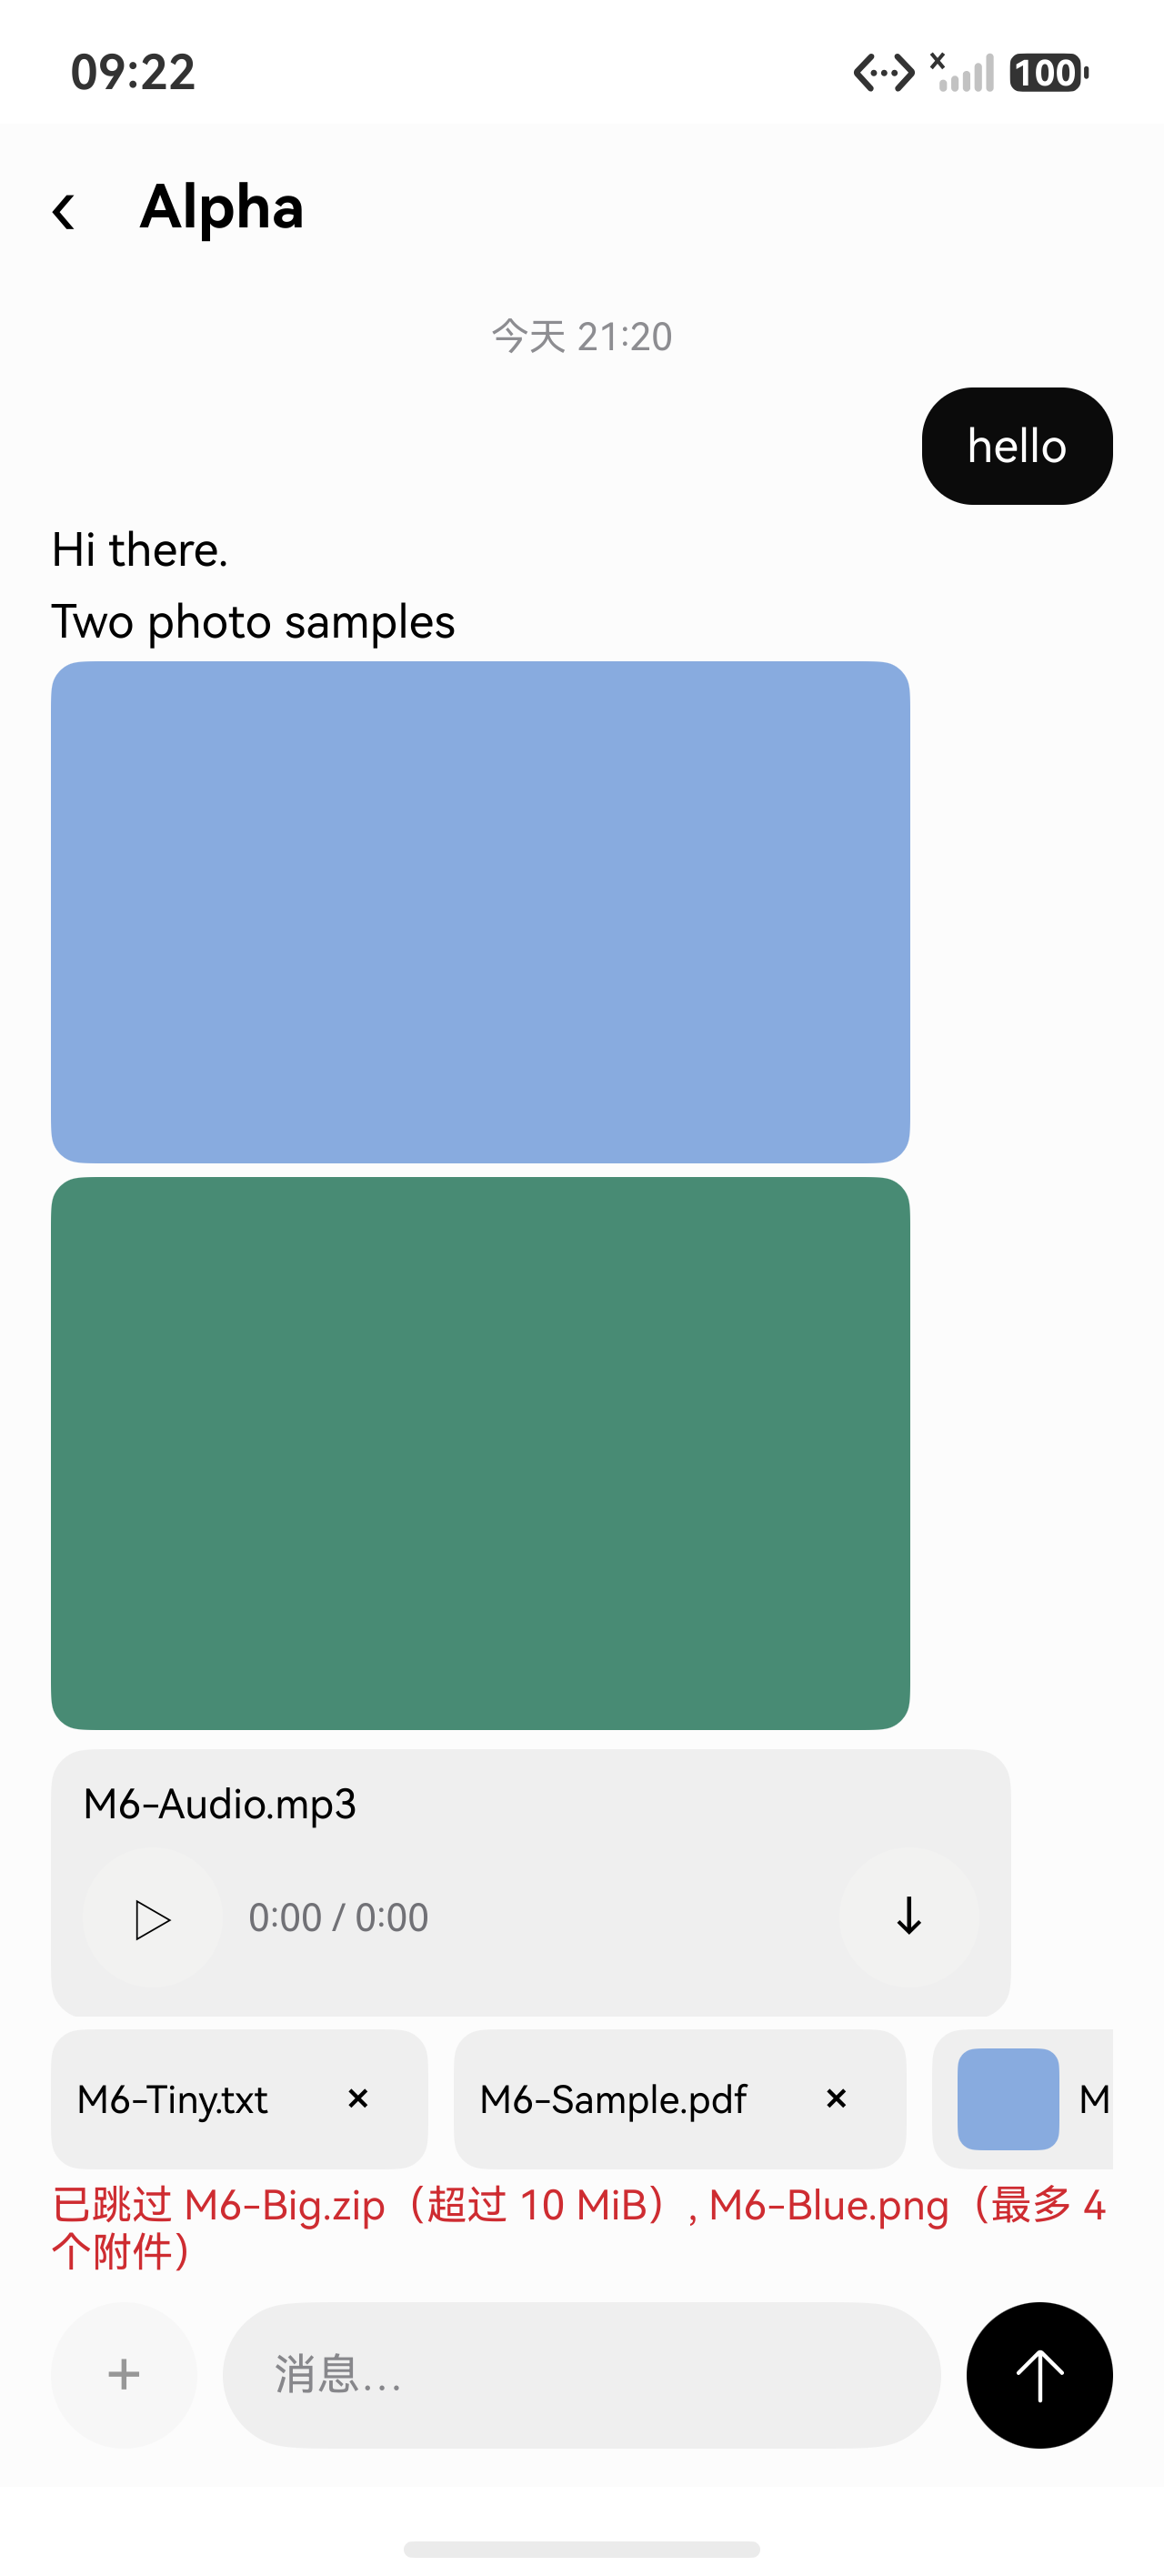 09:22
100
Alpha
今天 21:20
hello
Hi there.
Two photo samples
M6-Audio.mp3
0:00 / 0:00
M6-Tiny.txt ×
M6-Sample.pdf ×
M
已跳过 M6-Big.zip（超过 10 MiB）, M6-Blue.png（最多 4
个附件）
消息...